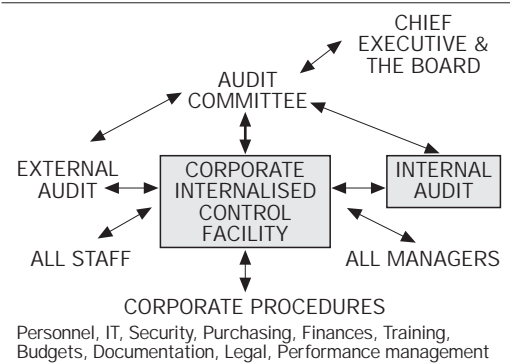 CHIEF
EXECUTIVE &
THE BOARD
AUDIT
COMMITTEE
EXTERNAL
AUDIT
CORPORATE
INTERNALISED
CONTROL
FACILITY
INTERNAL
AUDIT
ALL STAFF
ALL MANAGERS
CORPORATE PROCEDURES
Personnel, IT, Security, Purchasing, Finances, Training,
Budgets, Documentation, Legal, Performance management